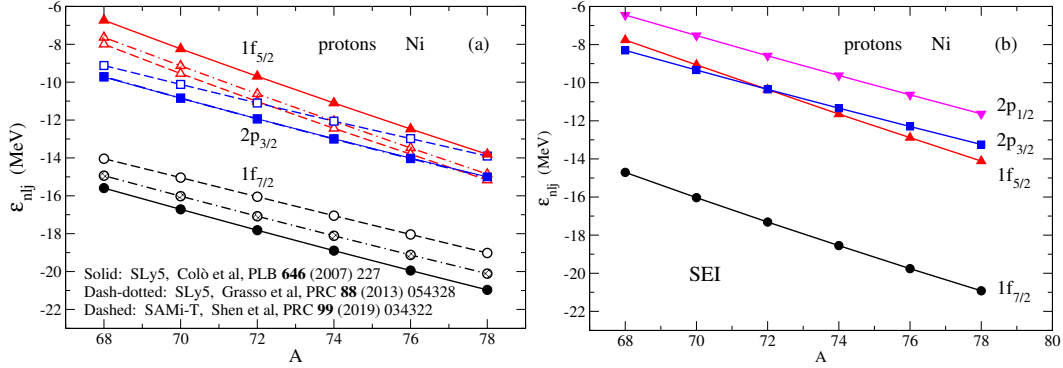 -6
-8
-10
-12
-14
-16
-18
-20
-22
ε_nlj (MeV)
protons Ni (a)
1f_5/2
2p_3/2
1f_7/2
Solid: SLy5, Colò et al, PLB 646 (2007) 227
Dash-dotted: SLy5, Grasso et al, PRC 88 (2013) 054328
Dashed: SAMi-T, Shen et al, PRC 99 (2019) 034322
68 70 72 74 76 78
A
-6
-8
-10
-12
-14
-16
-18
-20
-22
ε_nlj (MeV)
protons Ni (b)
2p_1/2
2p_3/2
1f_5/2
SEI
1f_7/2
68 70 72 74 76 78 80
A